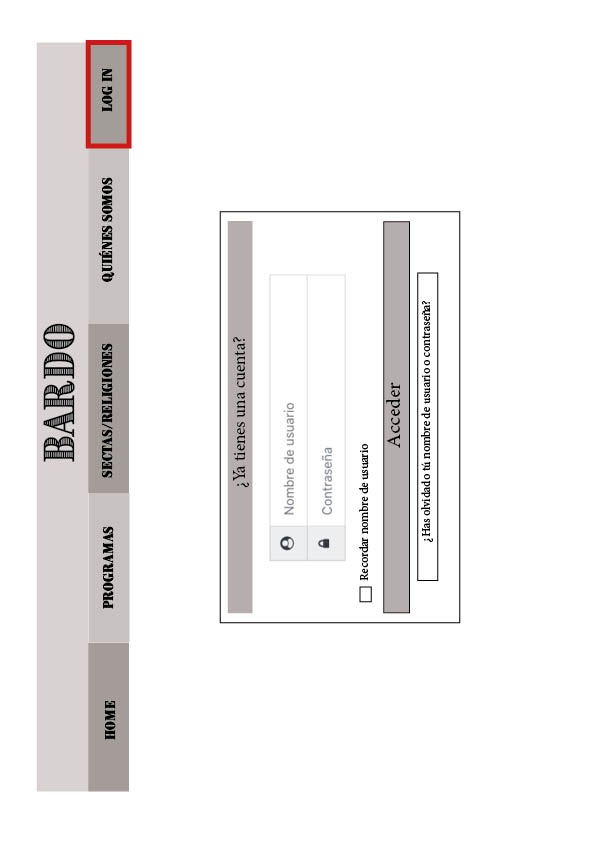 BARDO
HOME PROGRAMAS SECTAS/RELIGIONES QUIÉNES SOMOS LOG IN
¿Ya tienes una cuenta?
Nombre de usuario
Contraseña
Recordar nombre de usuario
Acceder
¿Has olvidado tú nombre de usuario o contraseña?